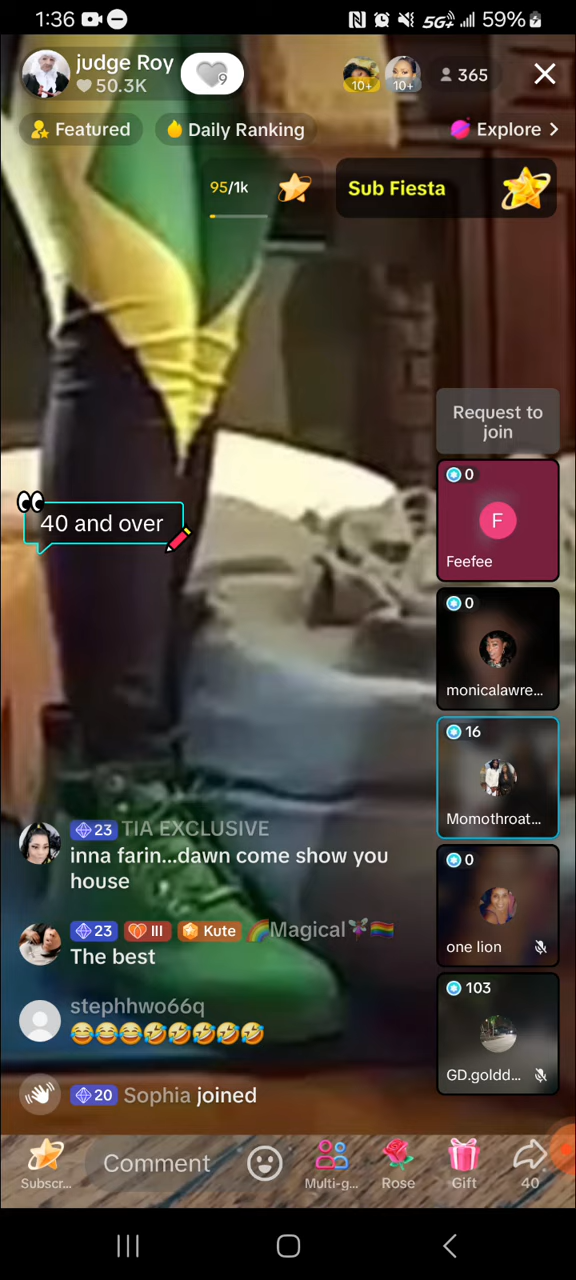 1:36
5G
59%
judge Roy
50.3K
9
10+
10+
365
Featured
Daily Ranking
Explore
95/1k
Sub Fiesta
Request to
join
0
F
Feefee
40 and over
0
monicalawre...
16
Momothroat...
23 TIA EXCLUSIVE
inna farin...dawn come show you
house
0
one lion
23 III Kute 🌈Magical🧚🏳️‍🌈
The best
stephhwo66q
😂😂😂🤣🤣🤣🤣🤣
103
GD.goldd...
20 Sophia joined
Subscr...
Comment
Multi-g...
Rose
Gift
40